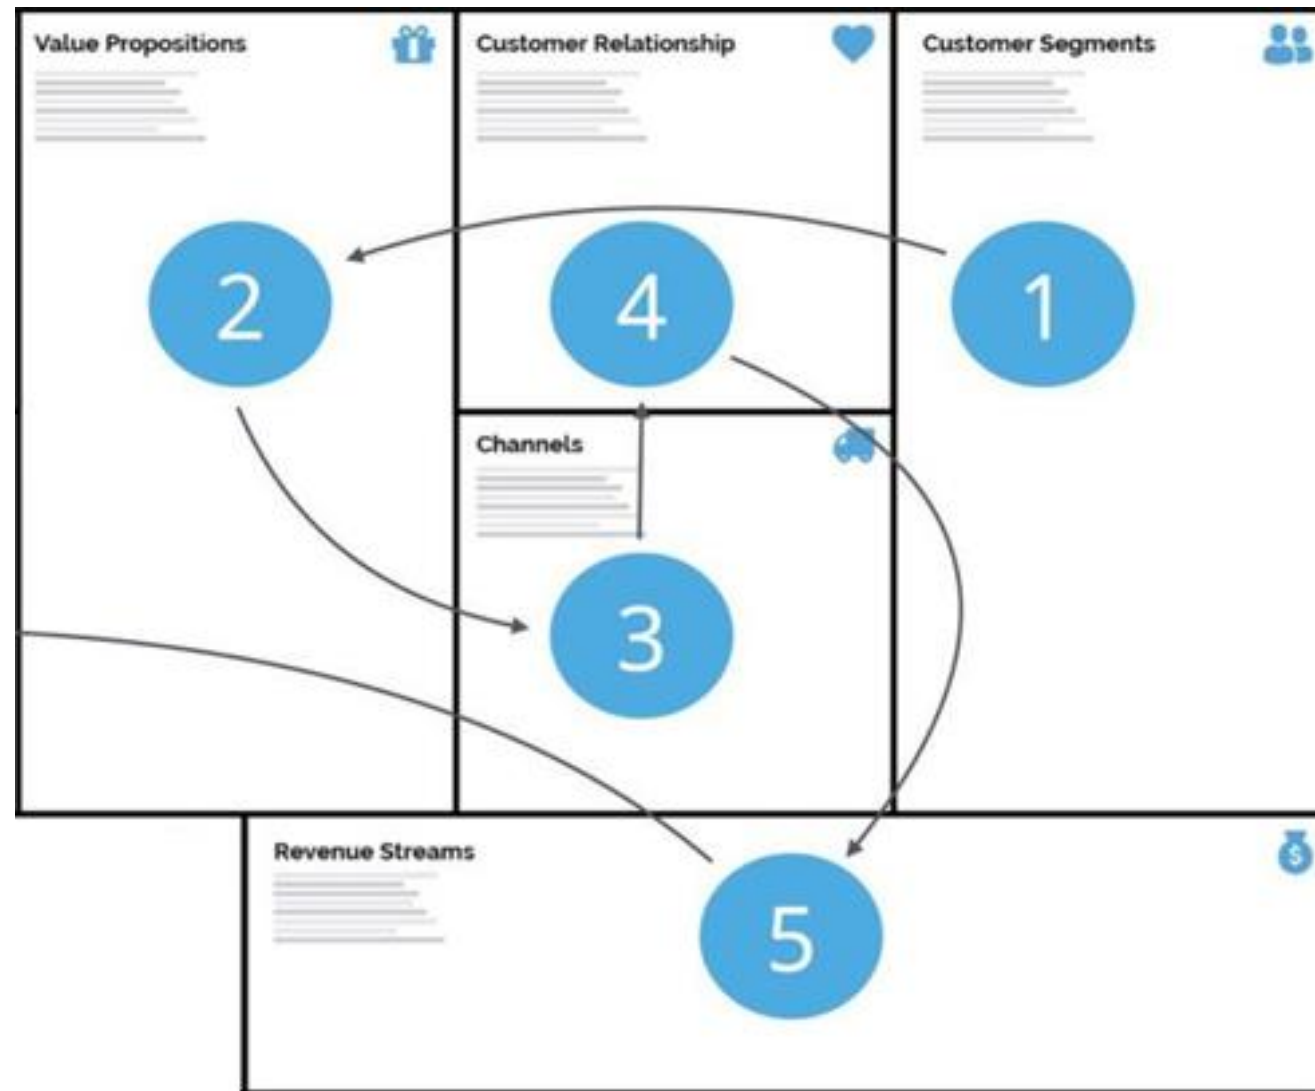 Value Propositions
Customer Relationship
Customer Segments
2
4
1
Channels
3
Revenue Streams
$
5